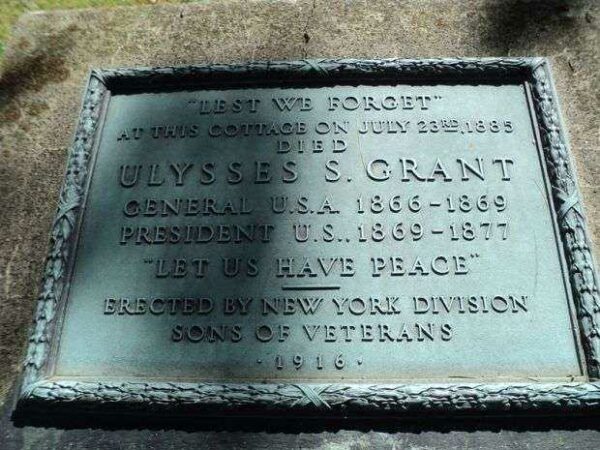 "LEST WE FORGET"
AT THIS COTTAGE ON JULY 23RD, 1885
DIED
ULYSSES S. GRANT
GENERAL U.S.A. 1866-1869
PRESIDENT U.S., 1869-1877
"LET US HAVE PEACE"
ERECTED BY NEW YORK DIVISION
SONS OF VETERANS
· 1916 ·